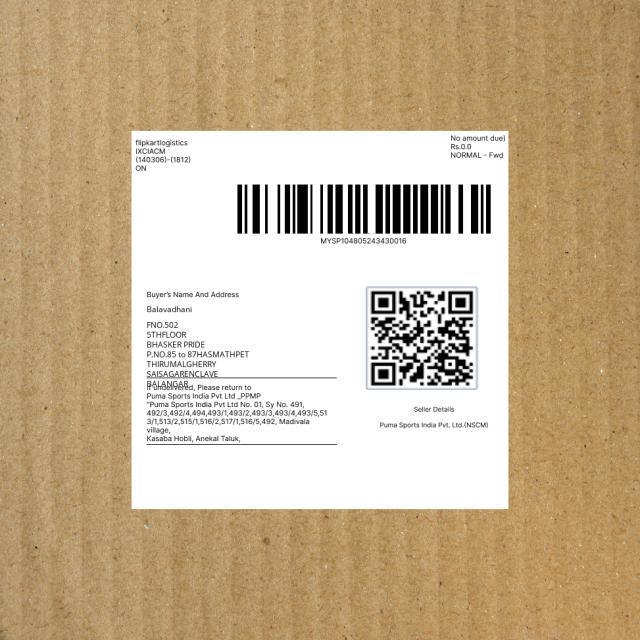 flipkartlogistics
IXCIACM
(140306)-(1812)
ON
No amount due)
Rs.0.0
NORMAL - Fwd
MYSP104805243430016
Buyer's Name And Address
Balavadhani
FNO.502
5THFLOOR
BHASKER PRIDE
P.NO.85 to 87HASMATHPET
THIRUMALGHERRY
SAISAGARENCLAVE
BALANGAR
If undelivered, Please return to
Puma Sports India Pvt Ltd _PPMP
"Puma Sports India Pvt Ltd No. 01, Sy No. 491,
492/3,492/4,494,493/1,493/2,493/3,493/4,493/5,51
3/1,513/2,515/1,516/2,517/1,516/5,492, Madivala
village,
Kasaba Hobli, Anekal Taluk,
Seller Details
Puma Sports India Pvt. Ltd.(NSCM)